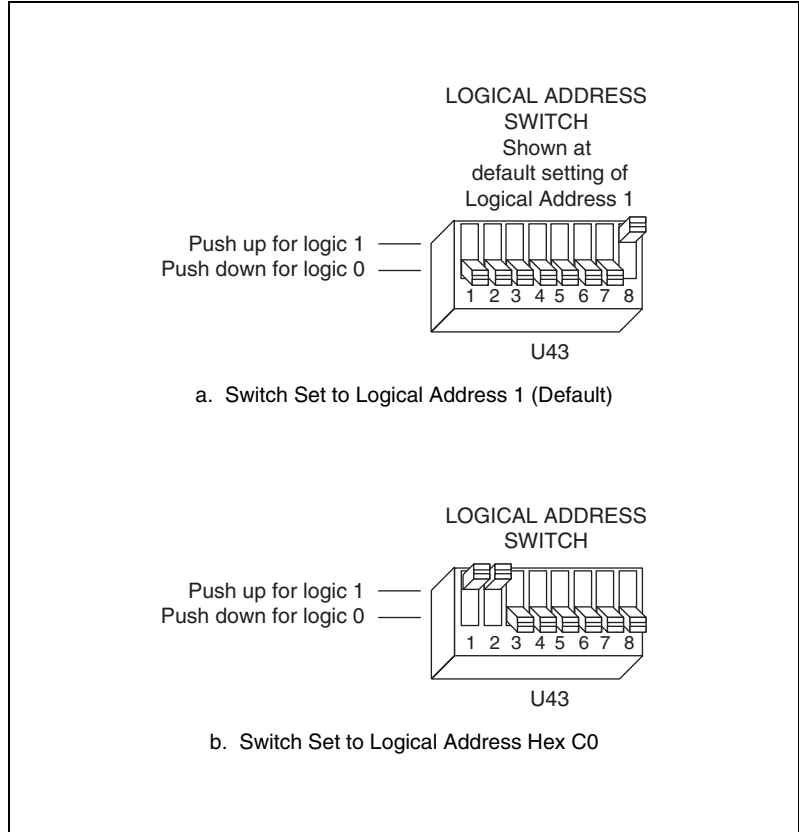 LOGICAL ADDRESS
SWITCH
Shown at
default setting of
Logical Address 1
Push up for logic 1
Push down for logic 0
1 2 3 4 5 6 7 8
U43
a. Switch Set to Logical Address 1 (Default)
LOGICAL ADDRESS
SWITCH
Push up for logic 1
Push down for logic 0
1 2 3 4 5 6 7 8
U43
b. Switch Set to Logical Address Hex C0